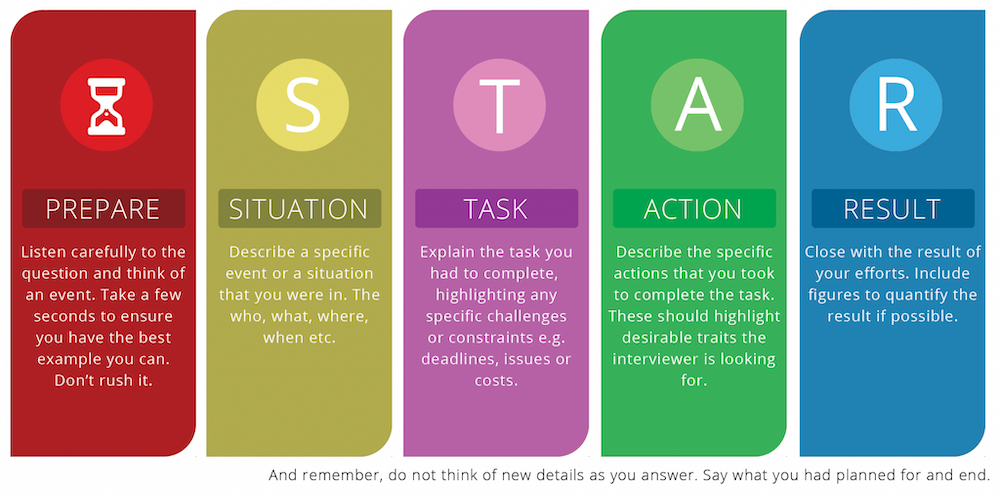 S
T
A
R
PREPARE
Listen carefully to the
question and think of
an event. Take a few
seconds to ensure
you have the best
example you can.
Don’t rush it.
SITUATION
Describe a specific
event or a situation
that you were in. The
who, what, where,
when etc.
TASK
Explain the task you
had to complete,
highlighting any
specific challenges
or constraints e.g.
deadlines, issues or
costs.
ACTION
Describe the specific
actions that you took
to complete the task.
These should highlight
desirable traits the
interviewer is looking
for.
RESULT
Close with the result of
your efforts. Include
figures to quantify the
result if possible.
And remember, do not think of new details as you answer. Say what you had planned for and end.